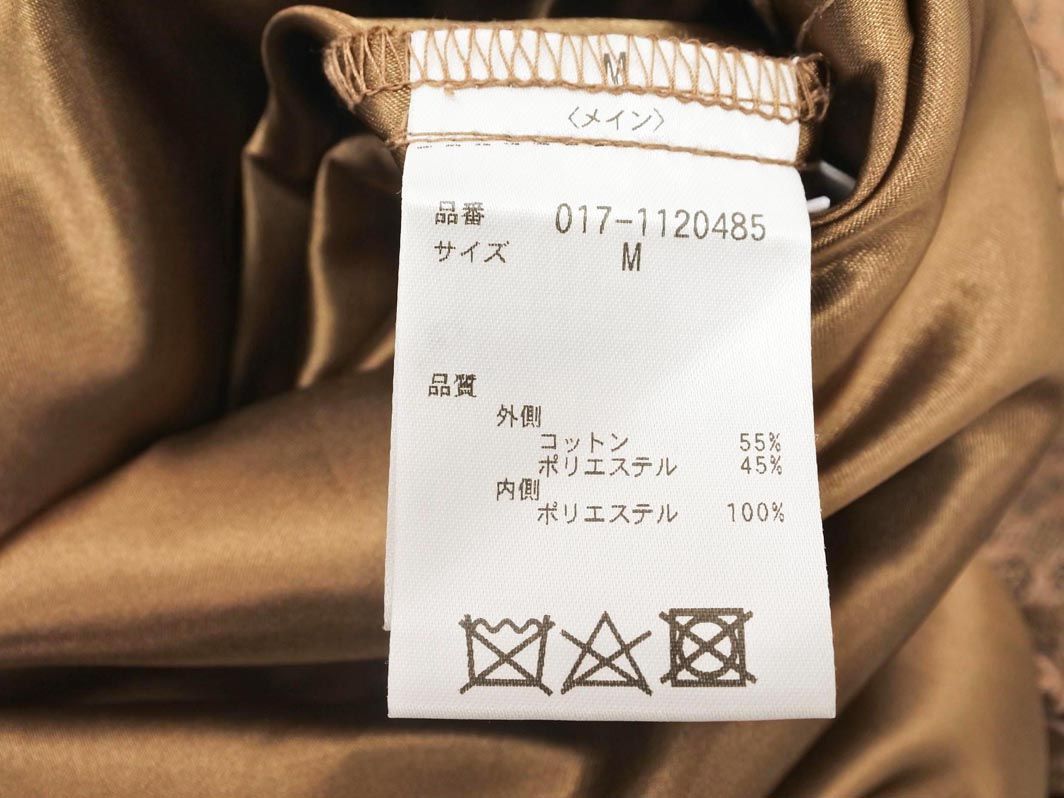 M
〈メイン〉
品番 017-1120485
サイズ M
品質
外側
コットン 55%
ポリエステル 45%
内側
ポリエステル 100%